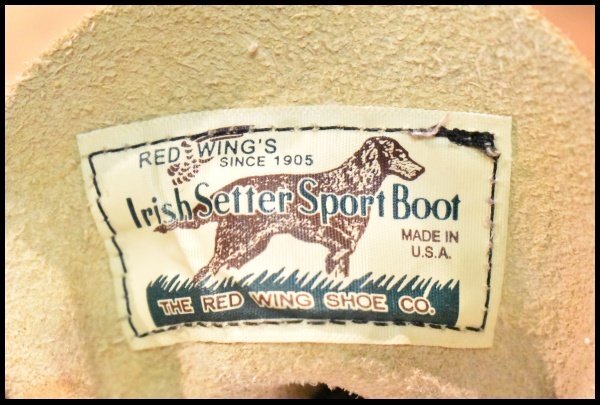 RED WING'S
SINCE 1905
Irish Setter Sport Boot
MADE IN
U.S.A.
THE RED WING SHOE CO.